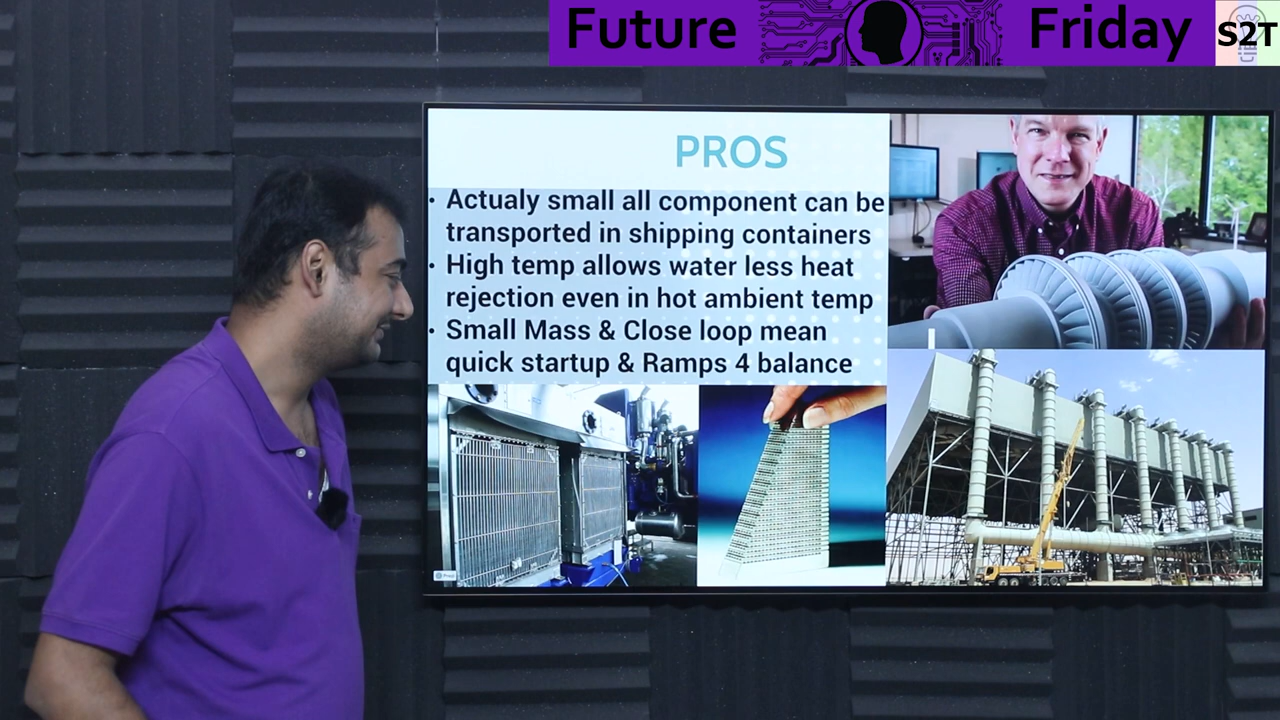 Future Friday S2T
PROS
• Actualy small all component can be
transported in shipping containers
• High temp allows water less heat
rejection even in hot ambient temp
• Small Mass & Close loop mean
quick startup & Ramps 4 balance